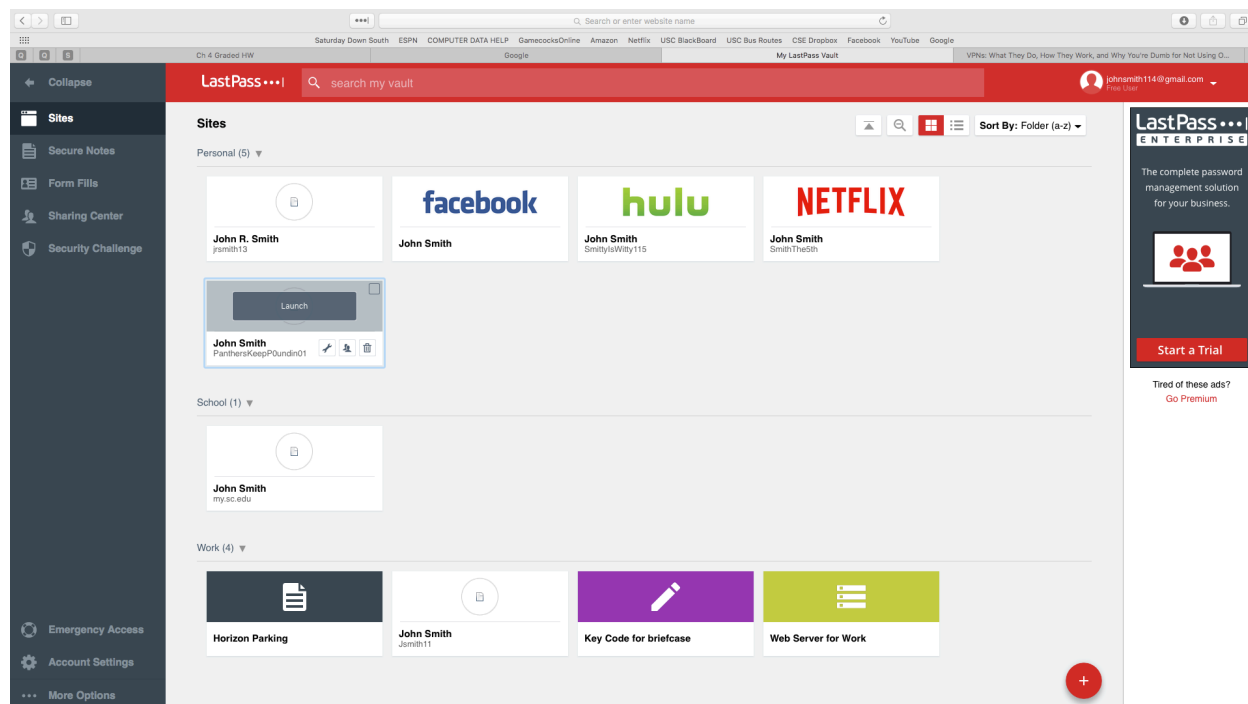 Search or enter website name
Saturday Down South ESPN COMPUTER DATA HELP GamecocksOnline Amazon Netflix USC BlackBoard USC Bus Routes CSE Dropbox Facebook YouTube Google
Q Q S Ch 4 Graded HW Google My LastPass Vault VPNs: What They Do, How They Work, and Why You're Dumb for Not Using O...
Collapse
LastPass•••|
search my vault
johnsmith114@gmail.com
Free User
Sites
Secure Notes
Form Fills
Sharing Center
Security Challenge
Emergency Access
Account Settings
More Options
Sites
Sort By: Folder (a-z)
Personal (5)
John R. Smith
jrsmith13
facebook
John Smith
hulu
John Smith
SmittyIsWitty115
NETFLIX
John Smith
SmithThe5th
Launch
John Smith
PanthersKeepP0undin01
School (1)
John Smith
my.sc.edu
Work (4)
Horizon Parking
John Smith
Jsmith11
Key Code for briefcase
Web Server for Work
LastPass•••|
ENTERPRISE
The complete password
management solution
for your business.
Start a Trial
Tired of these ads?
Go Premium